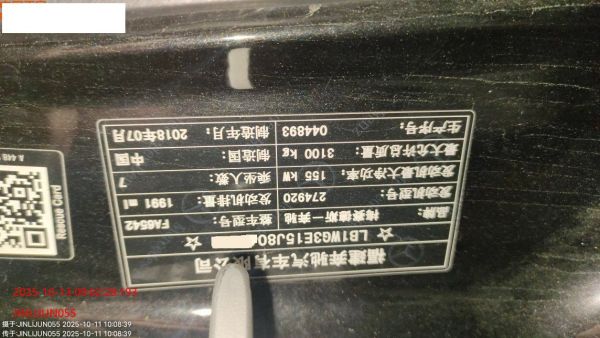 福建奔驰汽车有限公司
☆ LB1WG3E15J80 ☆
品牌: 梅赛德斯－奔驰 整车型号: FA6542
发动机型号: 274920 发动机排量: 1991 ml
发动机最大净功率: 155 kW 乘坐人数: 7
最大允许总质量: 3100 kg 制造国: 中国
生产序号: 044893 制造年月: 2018年07月
A 448
Rescue Card
JINLIJUN055
摄于:JINLIJUN055 2025-10-11 10:08:39
传于:JINLIJUN055 2025-10-11 10:08:39